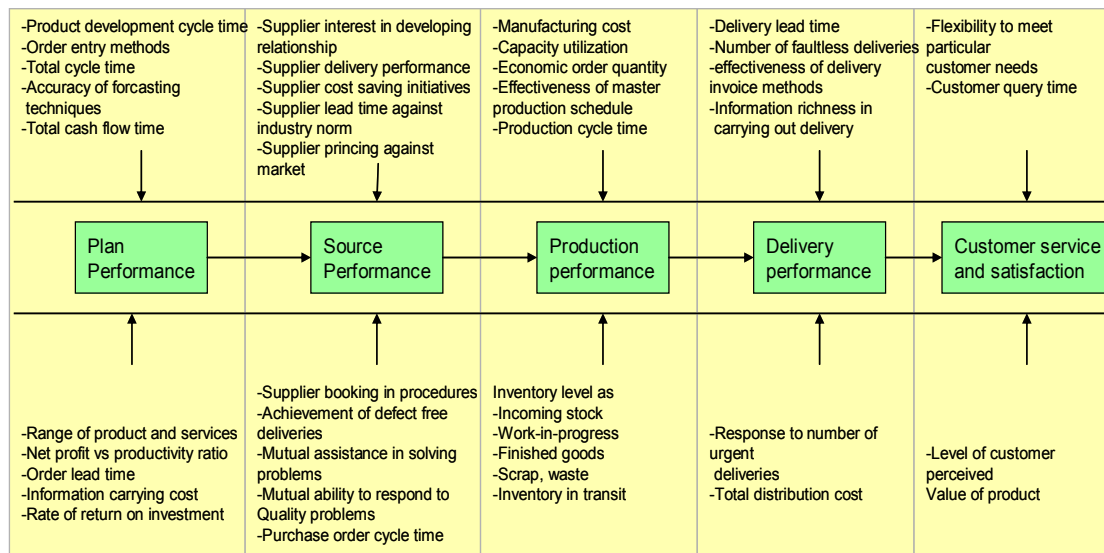 -Product development cycle time
-Order entry methods
-Total cycle time
-Accuracy of forcasting
techniques
-Total cash flow time
-Supplier interest in developing
relationship
-Supplier delivery performance
-Supplier cost saving initiatives
-Supplier lead time against
industry norm
-Supplier princing against
market
-Manufacturing cost
-Capacity utilization
-Economic order quantity
-Effectiveness of master
production schedule
-Production cycle time
-Delivery lead time
-Number of faultless deliveries
-effectiveness of delivery
invoice methods
-Information richness in
carrying out delivery
-Flexibility to meet
particular
customer needs
-Customer query time
Plan
Performance
Source
Performance
Production
performance
Delivery
performance
Customer service
and satisfaction
-Range of product and services
-Net profit vs productivity ratio
-Order lead time
-Information carrying cost
-Rate of return on investment
-Supplier booking in procedures
-Achievement of defect free
deliveries
-Mutual assistance in solving
problems
-Mutual ability to respond to
Quality problems
-Purchase order cycle time
Inventory level as
-Incoming stock
-Work-in-progress
-Finished goods
-Scrap, waste
-Inventory in transit
-Response to number of
urgent
deliveries
-Total distribution cost
-Level of customer
perceived
Value of product